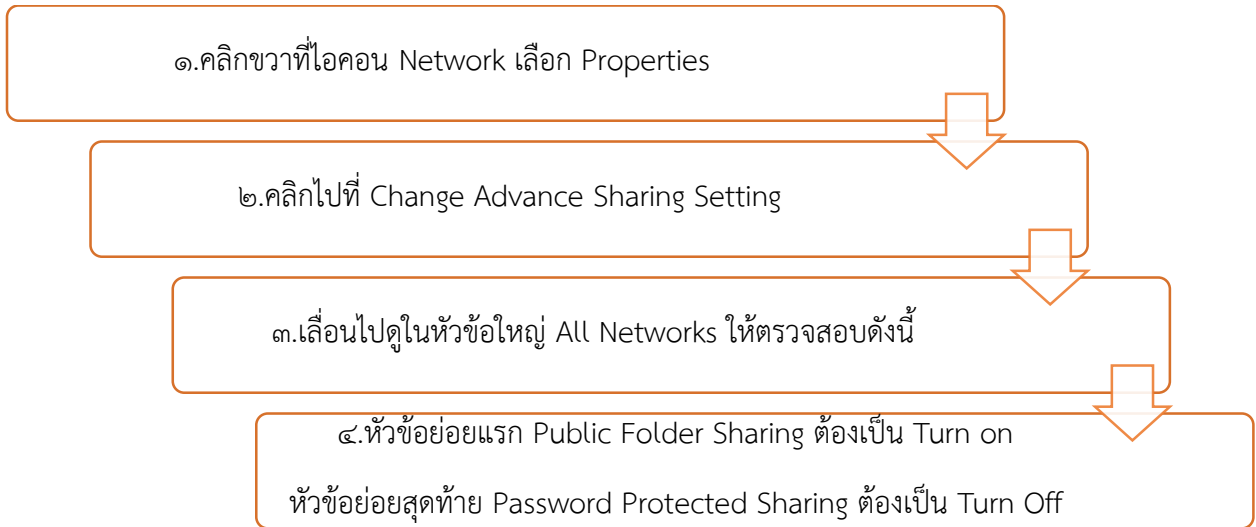 ๑.คลิกขวาที่ไอคอน Network เลือก Properties
๒.คลิกไปที่ Change Advance Sharing Setting
๓.เลื่อนไปดูในหัวข้อใหญ่ All Networks ให้ตรวจสอบดังนี้
๔.หัวข้อย่อยแรก Public Folder Sharing ต้องเป็น Turn on
หัวข้อย่อยสุดท้าย Password Protected Sharing ต้องเป็น Turn Off